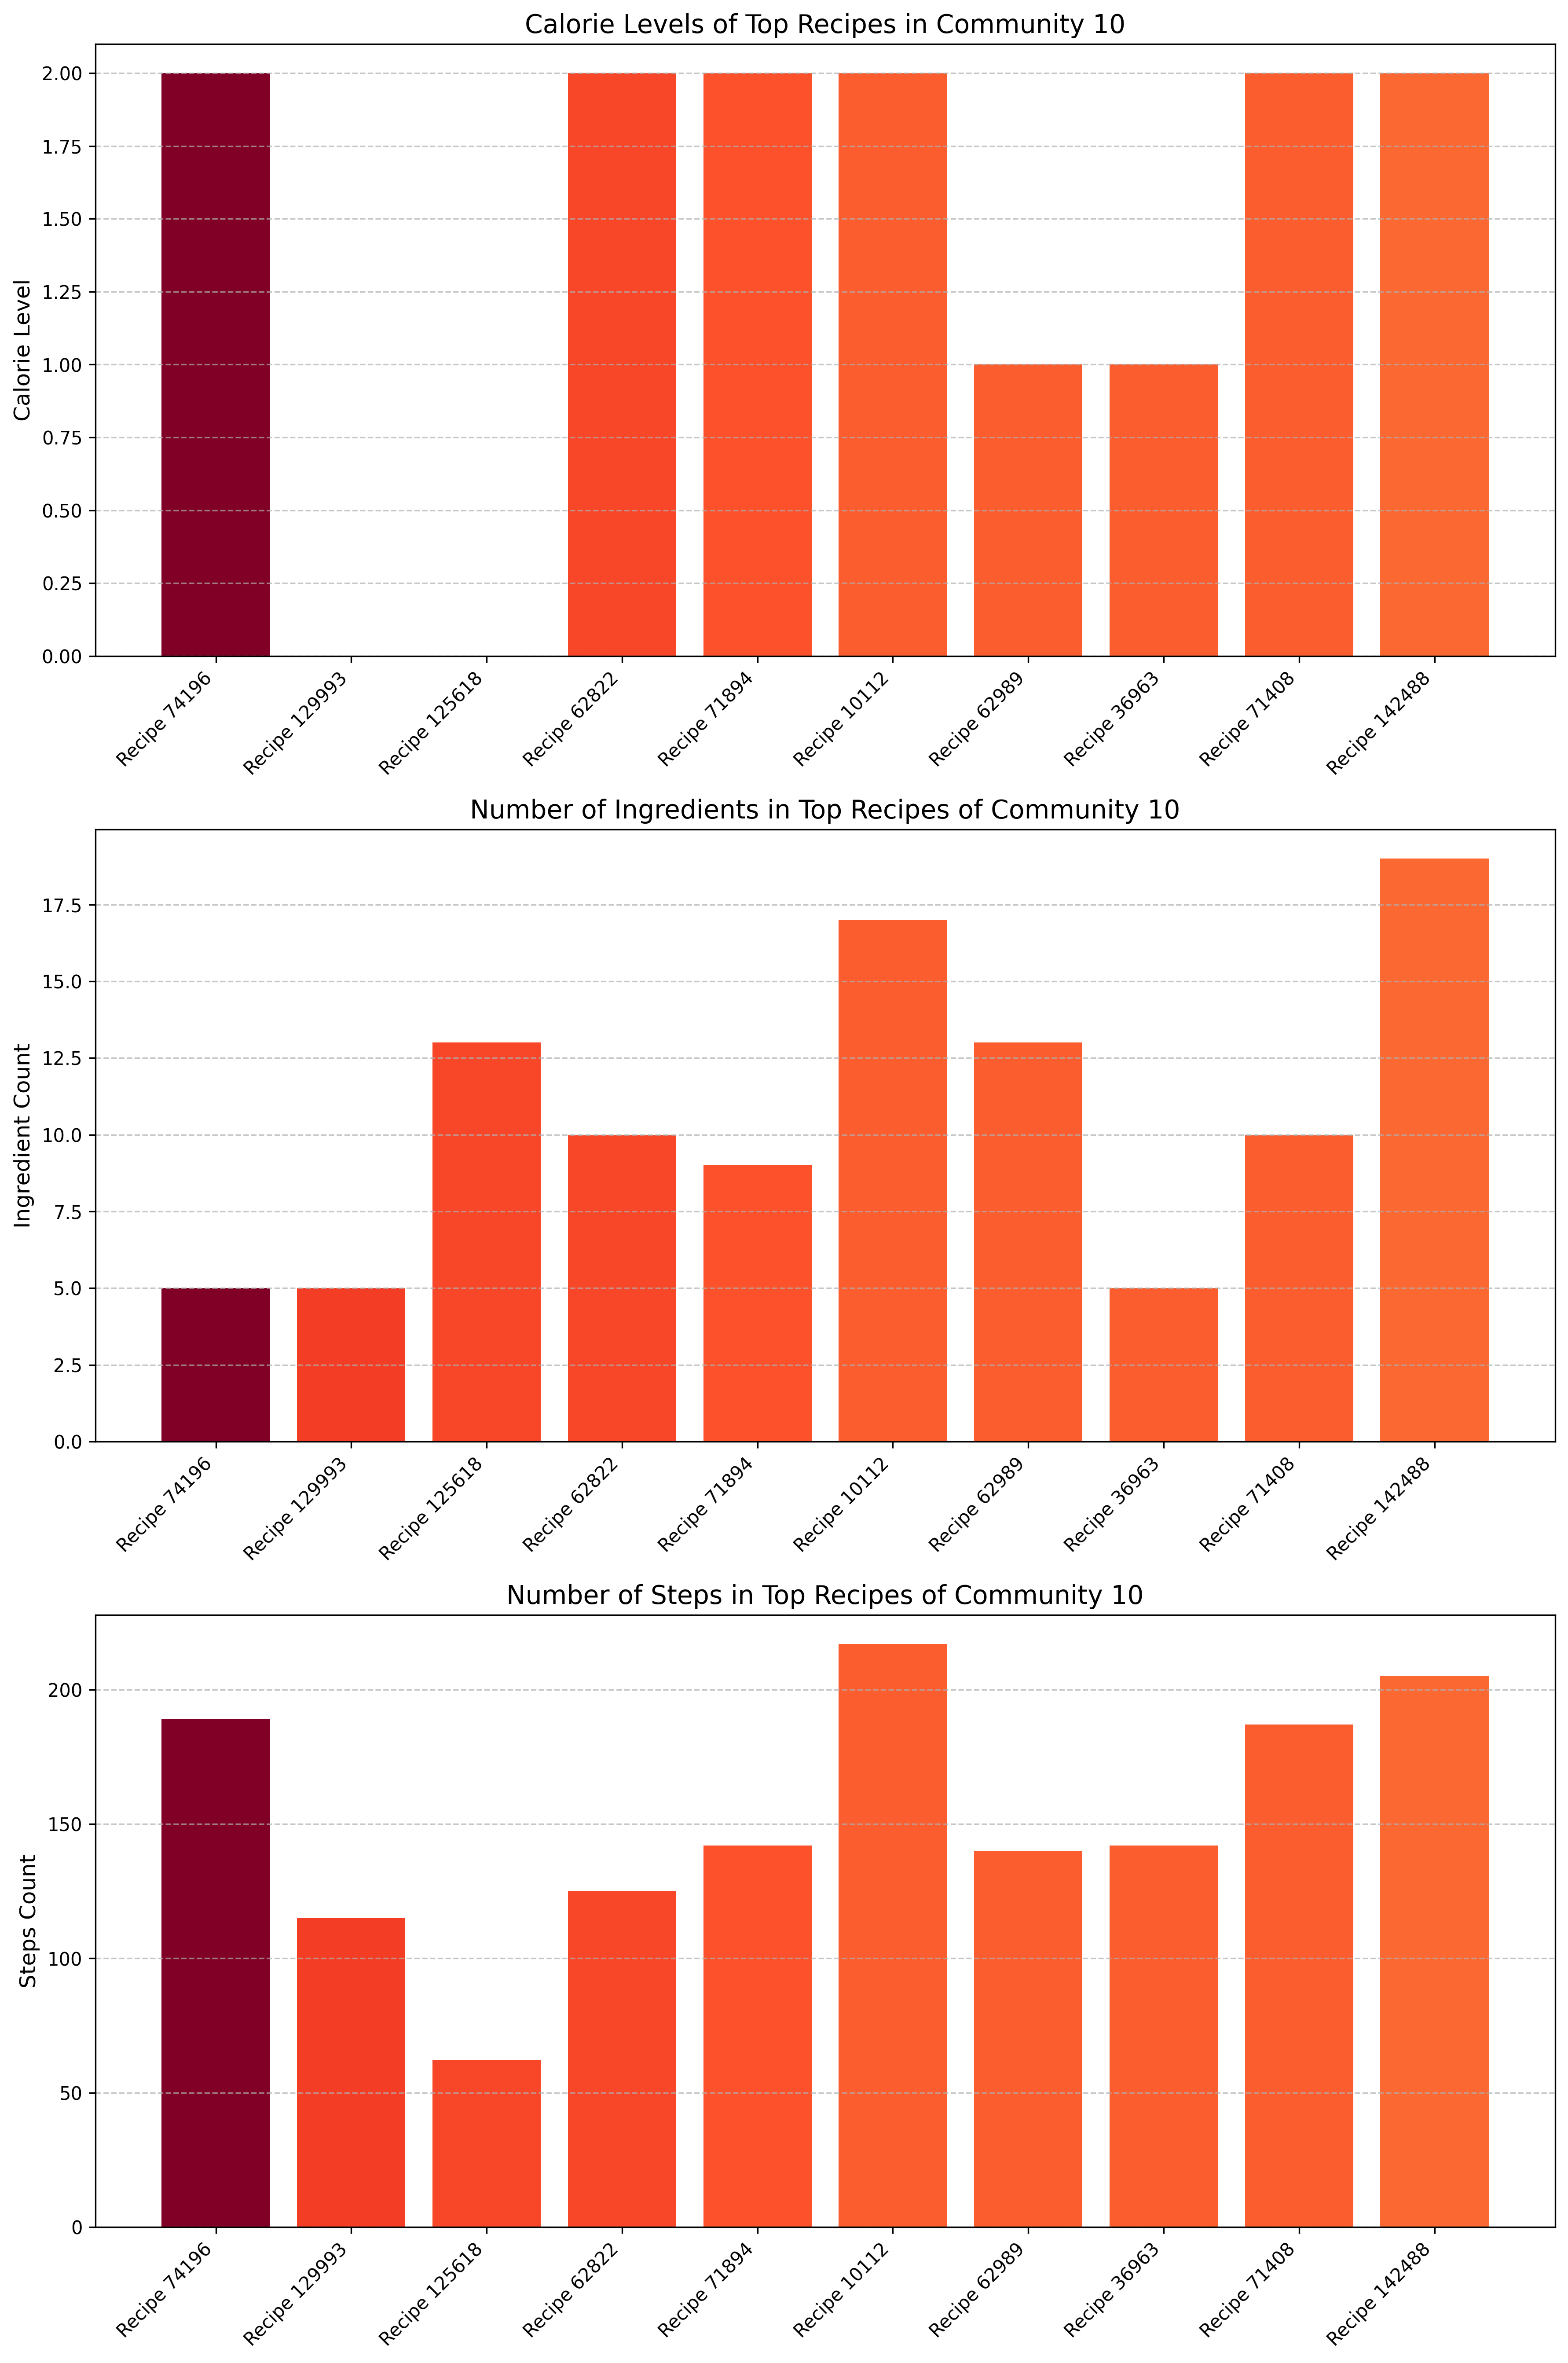 Calorie Levels of Top Recipes in Community 10
Calorie Level
2.00
1.75
1.50
1.25
1.00
0.75
0.50
0.25
0.00
Recipe 74196
Recipe 129993
Recipe 125618
Recipe 62822
Recipe 71894
Recipe 10112
Recipe 62989
Recipe 36963
Recipe 71408
Recipe 142488
Number of Ingredients in Top Recipes of Community 10
Ingredient Count
17.5
15.0
12.5
10.0
7.5
5.0
2.5
0.0
Recipe 74196
Recipe 129993
Recipe 125618
Recipe 62822
Recipe 71894
Recipe 10112
Recipe 62989
Recipe 36963
Recipe 71408
Recipe 142488
Number of Steps in Top Recipes of Community 10
Steps Count
200
150
100
50
0
Recipe 74196
Recipe 129993
Recipe 125618
Recipe 62822
Recipe 71894
Recipe 10112
Recipe 62989
Recipe 36963
Recipe 71408
Recipe 142488